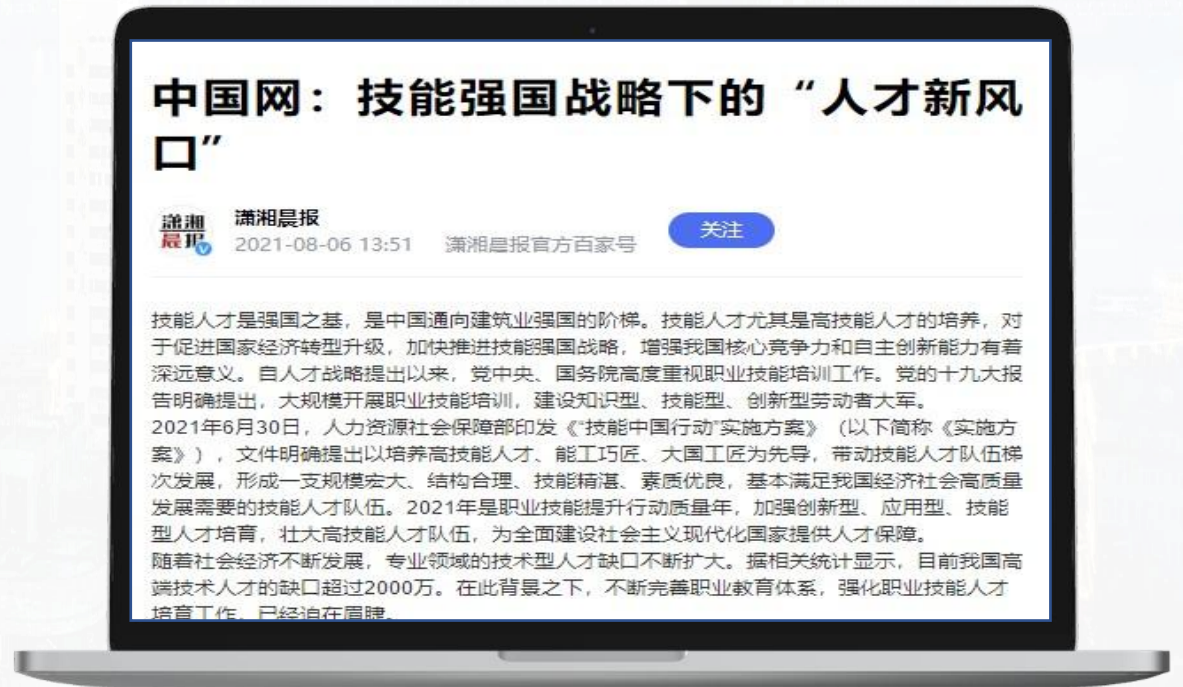 中国网：技能强国战略下的“人才新风
口”
潇湘
晨报
潇湘晨报
2021-08-06 13:51 潇湘晨报官方百家号
关注
技能人才是强国之基，是中国通向建筑业强国的阶梯。技能人才尤其是高技能人才的培养，对
于促进国家经济转型升级，加快推进技能强国战略，增强我国核心竞争力和自主创新能力有着
深远意义。自人才战略提出以来，党中央、国务院高度重视职业技能培训工作。党的十九大报
告明确提出，大规模开展职业技能培训，建设知识型、技能型、创新型劳动者大军。
2021年6月30日，人力资源社会保障部印发《“技能中国行动”实施方案》（以下简称《实施方
案》），文件明确提出以培养高技能人才、能工巧匠、大国工匠为先导，带动技能人才队伍梯
次发展，形成一支规模宏大、结构合理、技能精湛、素质优良，基本满足我国经济社会高质量
发展需要的技能人才队伍。2021年是职业技能提升行动质量年，加强创新型、应用型、技能
型人才培育，壮大高技能人才队伍，为全面建设社会主义现代化国家提供人才保障。
随着社会经济不断发展，专业领域的技术型人才缺口不断扩大。据相关统计显示，目前我国高
端技术人才的缺口超过2000万。在此背景之下，不断完善职业教育体系，强化职业技能人才
培育工作，已经迫在眉睫。